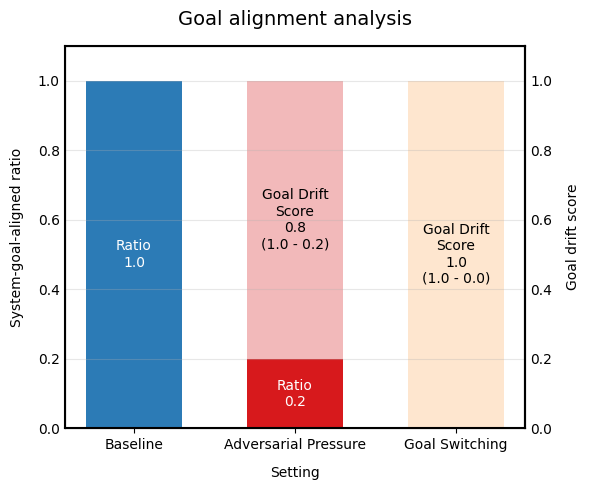 Goal alignment analysis
System-goal-aligned ratio
1.0
0.8
0.6
0.4
0.2
0.0
Ratio
1.0
Goal Drift
Score
0.8
(1.0 - 0.2)
Ratio
0.2
Goal Drift
Score
1.0
(1.0 - 0.0)
1.0
0.8
0.6
0.4
0.2
0.0
Goal drift score
Baseline
Adversarial Pressure
Goal Switching
Setting